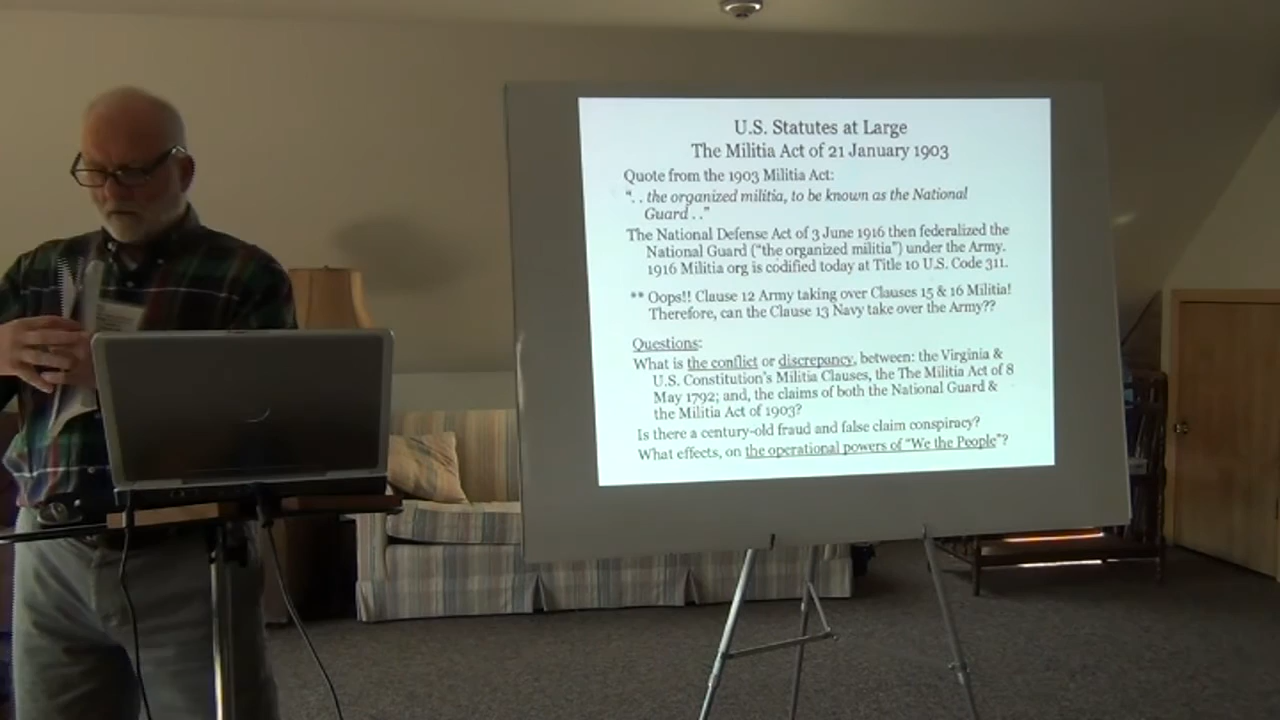 U.S. Statutes at Large
The Militia Act of 21 January 1903
Quote from the 1903 Militia Act:
". . the organized militia, to be known as the National
Guard . ."
The National Defense Act of 3 June 1916 then federalized the
National Guard ("the organized militia") under the Army.
1916 Militia org is codified today at Title 10 U.S. Code 311.
** Oops!! Clause 12 Army taking over Clauses 15 & 16 Militia!
Therefore, can the Clause 13 Navy take over the Army??
Questions:
What is the conflict or discrepancy, between: the Virginia &
U.S. Constitution's Militia Clauses, the The Militia Act of 8
May 1792; and, the claims of both the National Guard &
the Militia Act of 1903?
Is there a century-old fraud and false claim conspiracy?
What effects, on the operational powers of "We the People"?